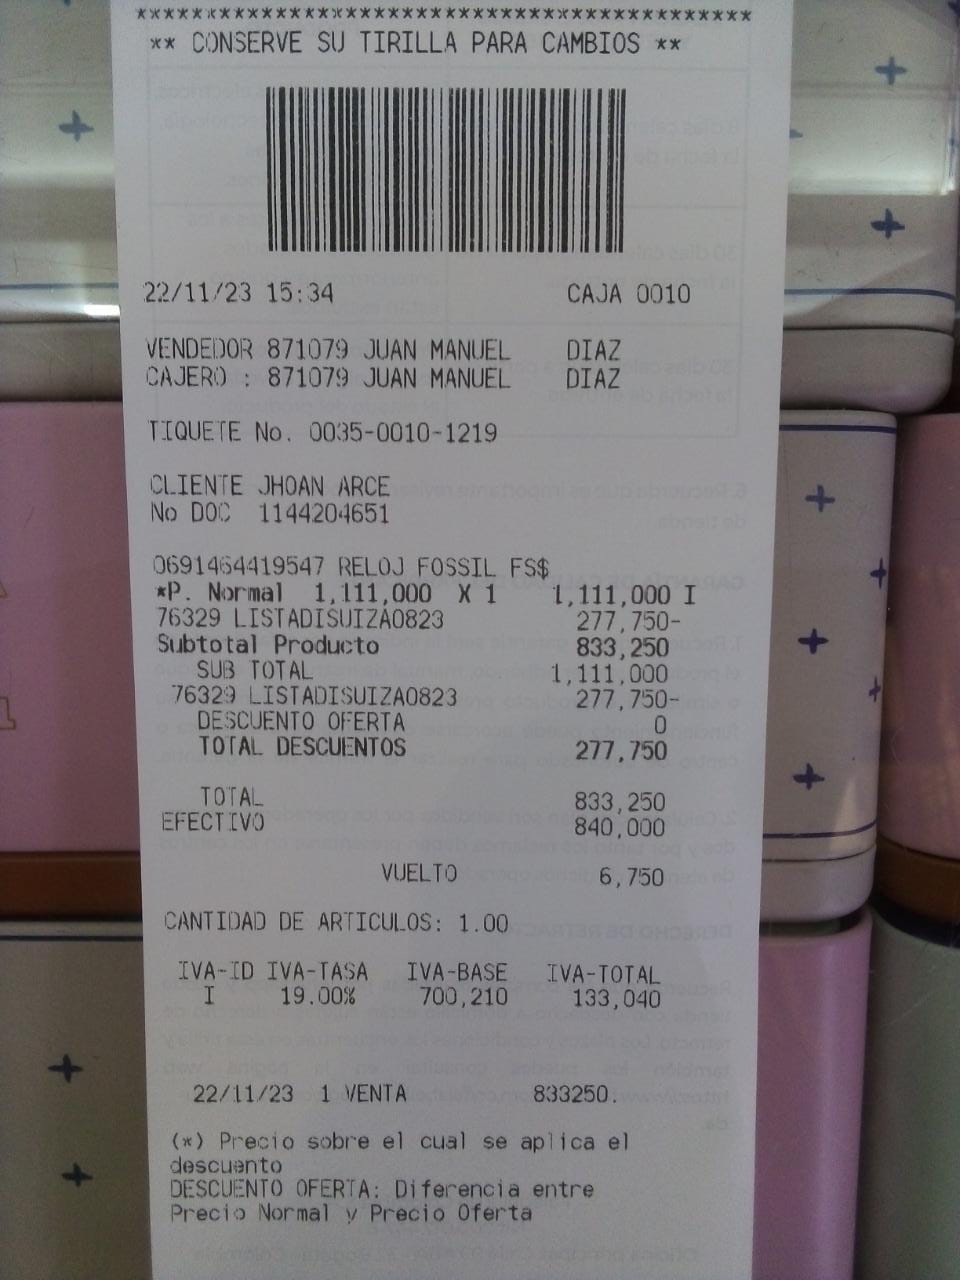 *******************************************
** CONSERVE SU TIRILLA PARA CAMBIOS **
22/11/23 15:34 CAJA 0010
VENDEDOR 871079 JUAN MANUEL DIAZ
CAJERO : 871079 JUAN MANUEL DIAZ
TIQUETE No. 0035-0010-1219
CLIENTE JHOAN ARCE
No DOC 1144204651
0691464419547 RELOJ FOSSIL FS$
*P. Normal 1,111,000 X 1 1,111,000 I
76329 LISTADISUIZA0823 277,750-
Subtotal Producto 833,250
SUB TOTAL 1,111,000
76329 LISTADISUIZA0823 277,750-
DESCUENTO OFERTA 0
TOTAL DESCUENTOS 277,750
TOTAL 833,250
EFECTIVO 840,000
VUELTO 6,750
CANTIDAD DE ARTICULOS: 1.00
IVA-ID IVA-TASA IVA-BASE IVA-TOTAL
I 19.00% 700,210 133,040
22/11/23 1 VENTA 833250.
(*) Precio sobre el cual se aplica el
descuento
DESCUENTO OFERTA: Diferencia entre
Precio Normal y Precio Oferta